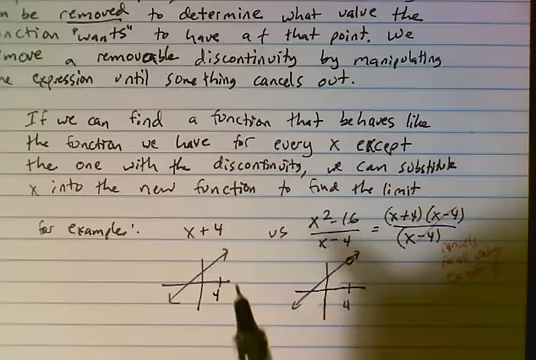 n be removed to determine what value the
nction "wants" to have at that point. We
move a removable discontinuity by manipulating
e expression until something cancels out.
If we can find a function that behaves like
the function we have for every x except
the one with the discontinuity, we can substitute
x into the new function to find the limit
for example: x+4 vs (x²-16)/(x-4) = (x+4)(x-4)/(x-4)
cancels
4 4